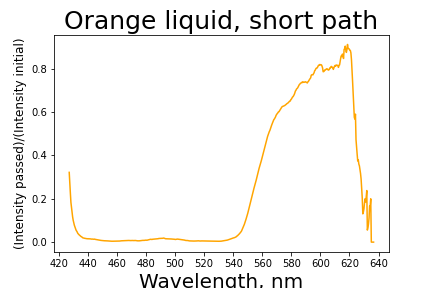 Orange liquid, short path
(Intensity passed)/(Intensity initial)
0.8
0.6
0.4
0.2
0.0
420 440 460 480 500 520 540 560 580 600 620 640
Wavelength, nm